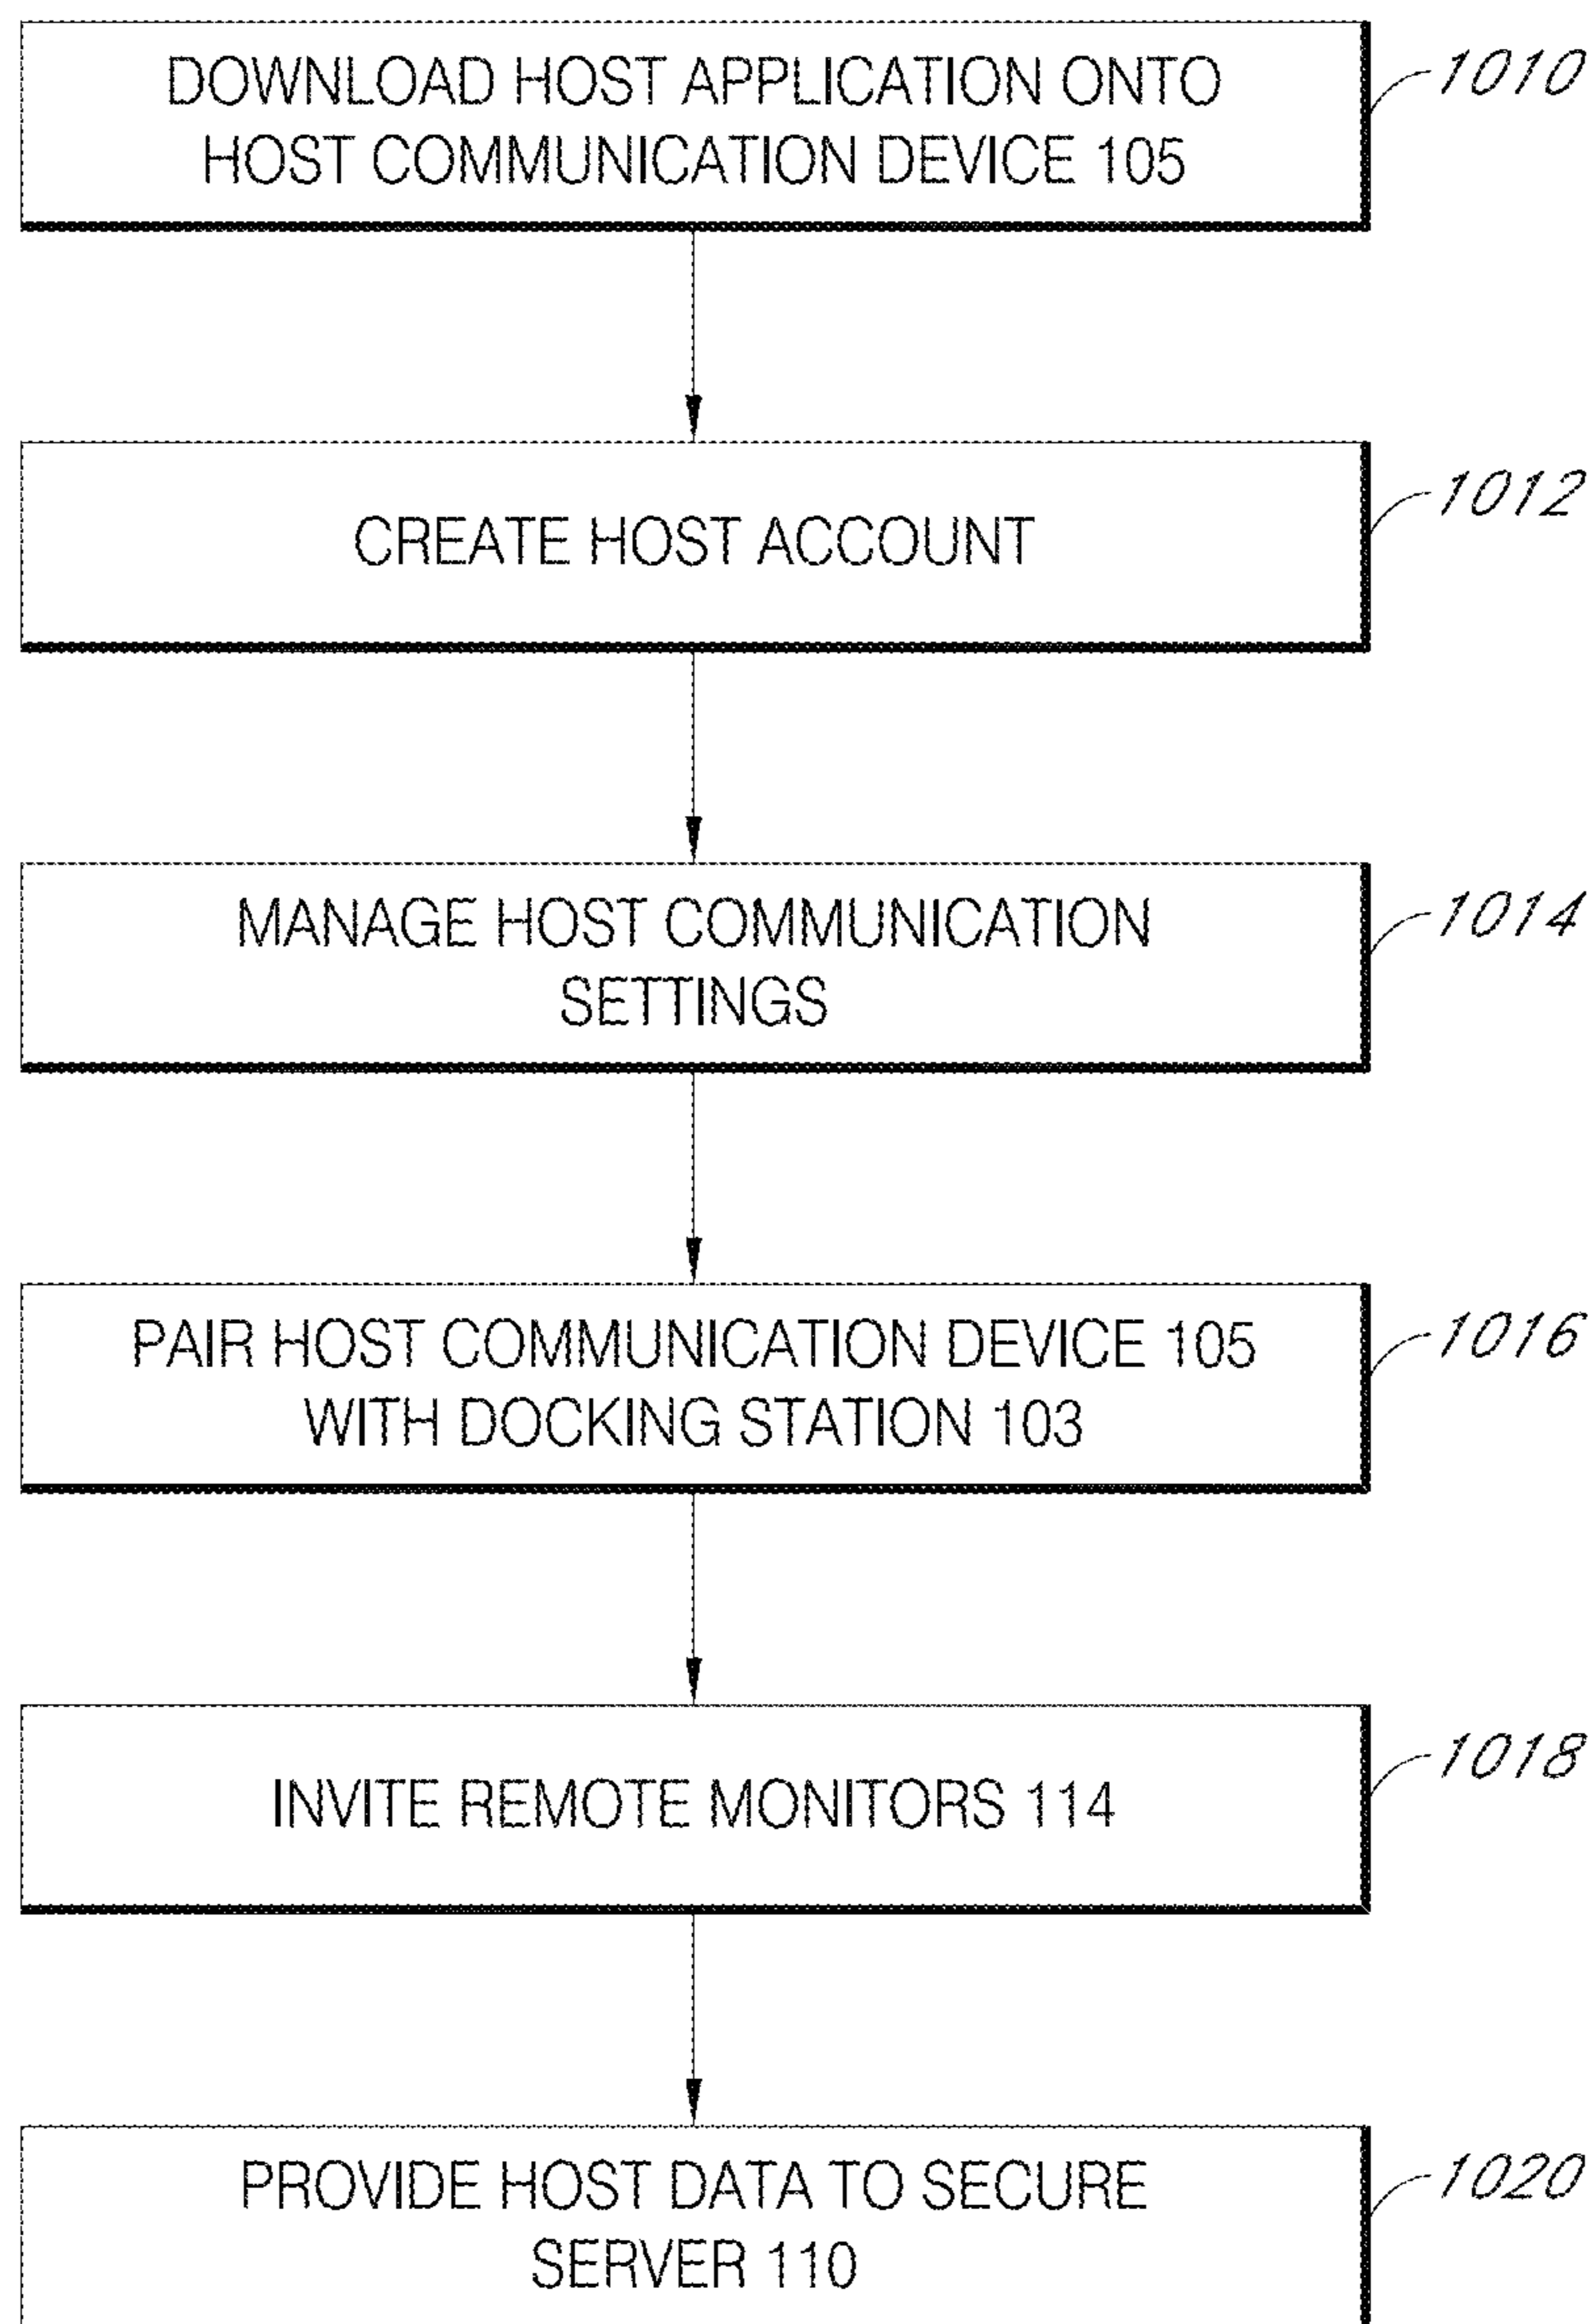 DOWNLOAD HOST APPLICATION ONTO
HOST COMMUNICATION DEVICE 105
1010
CREATE HOST ACCOUNT
1012
MANAGE HOST COMMUNICATION
SETTINGS
1014
PAIR HOST COMMUNICATION DEVICE 105
WITH DOCKING STATION 103
1016
INVITE REMOTE MONITORS 114
1018
PROVIDE HOST DATA TO SECURE
SERVER 110
1020